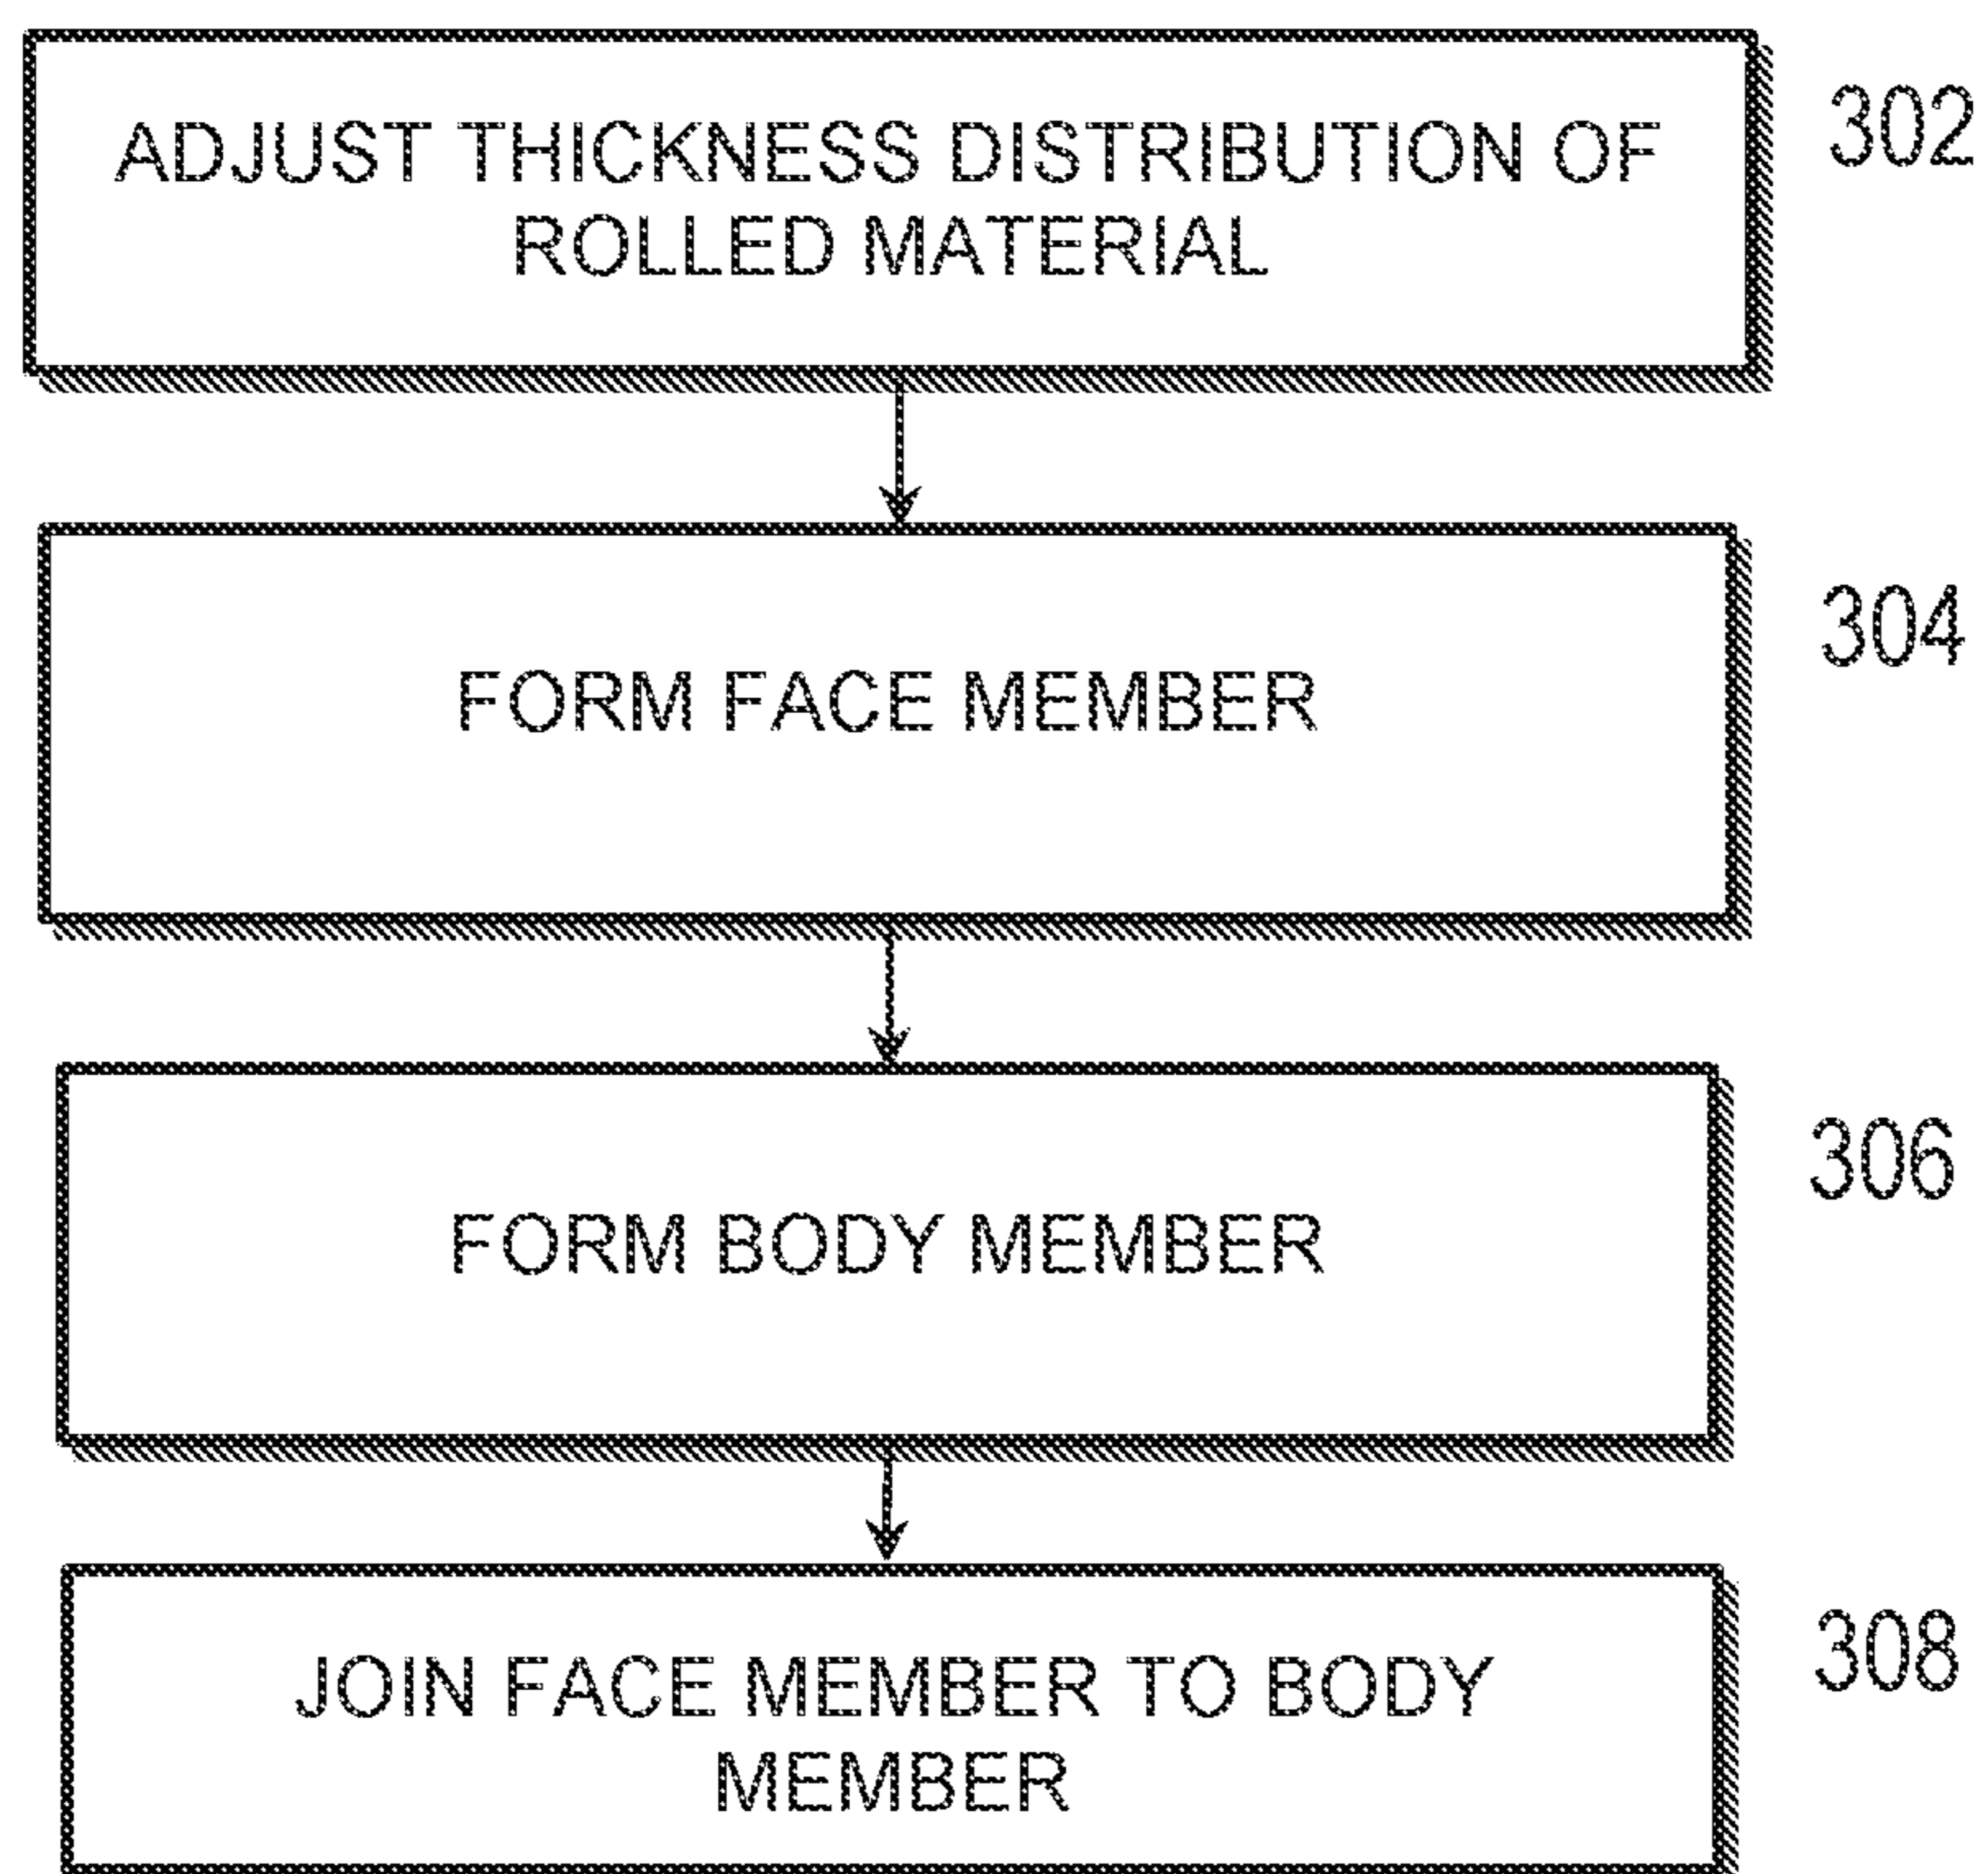 ADJUST THICKNESS DISTRIBUTION OF
ROLLED MATERIAL
302
FORM FACE MEMBER
304
FORM BODY MEMBER
306
JOIN FACE MEMBER TO BODY
MEMBER
308